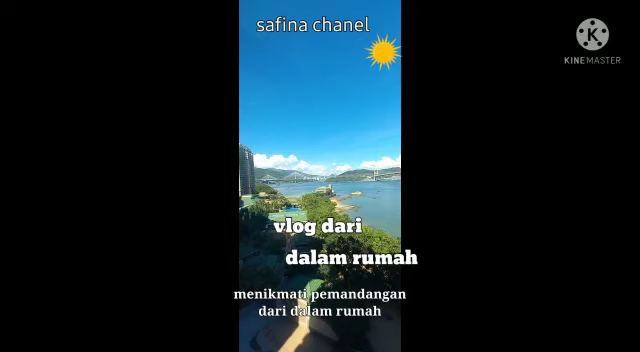 safina chanel
K
KINEMASTER
vlog dari
dalam rumah
menikmati pemandangan
dari dalam rumah